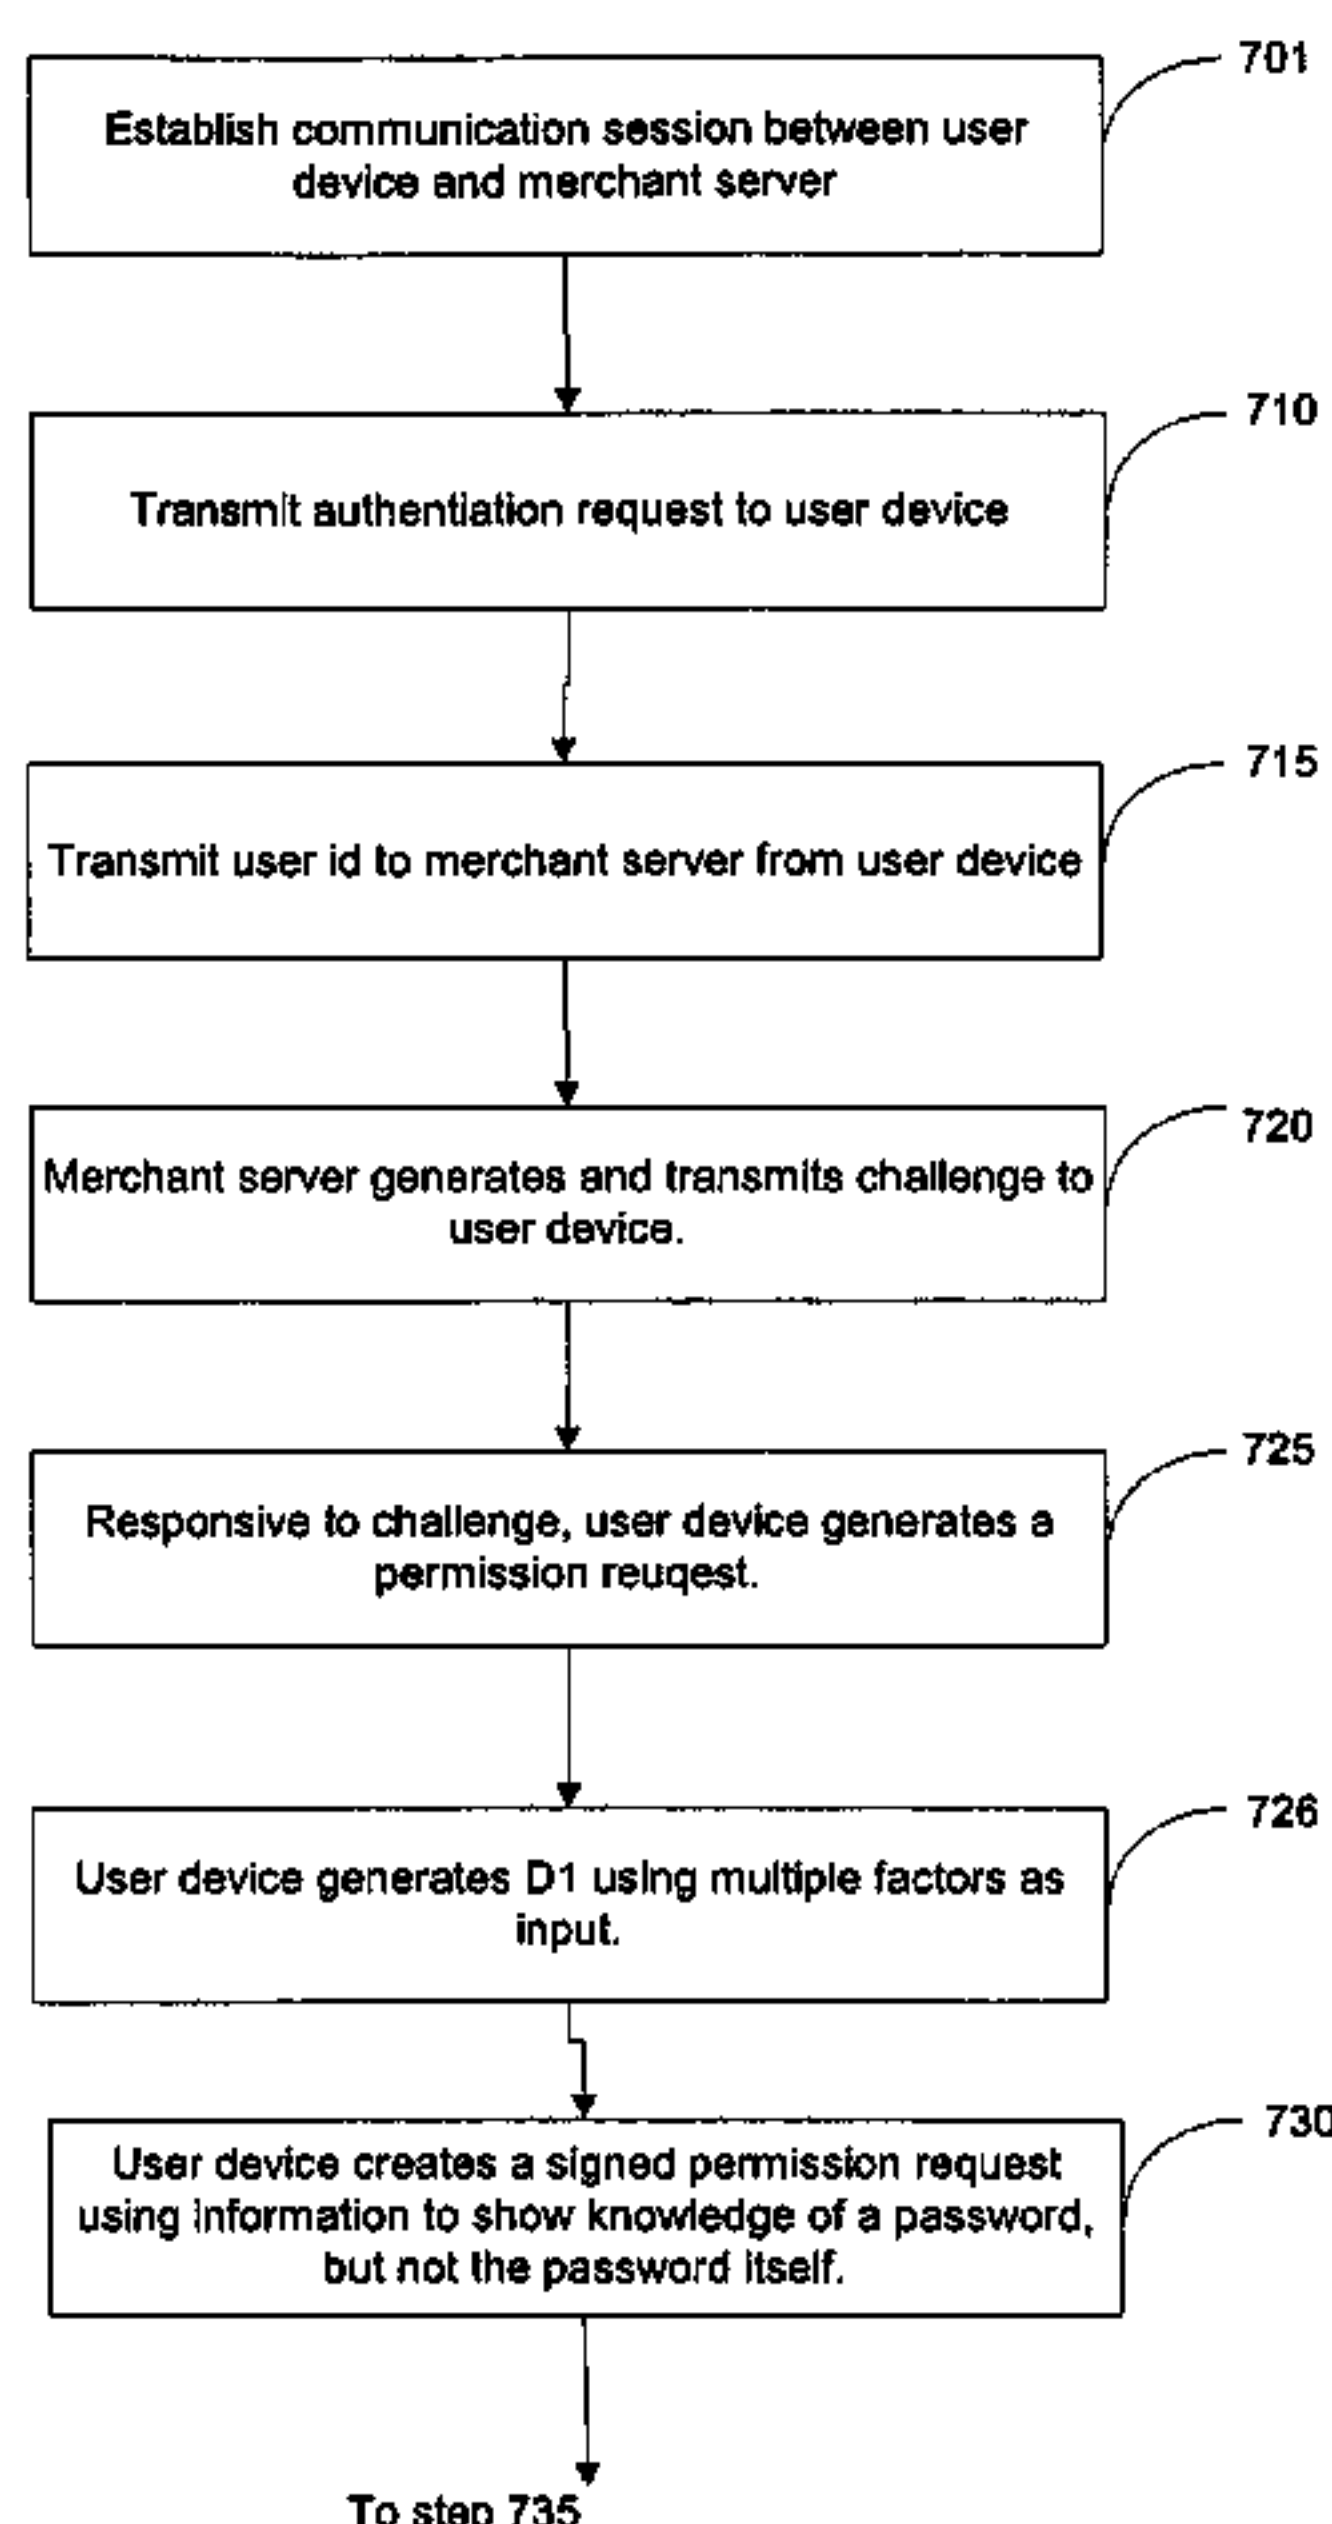 701
Establish communication session between user
device and merchant server
710
Transmit authentiation request to user device
715
Transmit user id to merchant server from user device
720
Merchant server generates and transmits challenge to
user device.
725
Responsive to challenge, user device generates a
permission reuqest.
726
User device generates D1 using multiple factors as
input.
730
User device creates a signed permission request
using information to show knowledge of a password,
but not the password itself.
To step 735